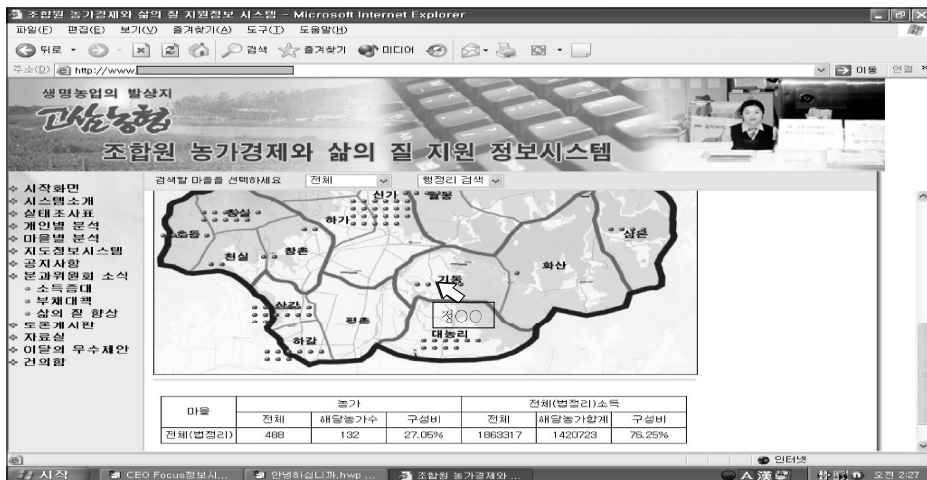 조합원 농가경제와 삶의 질 지원정보 시스템 - Microsoft Internet Explorer
파일(F) 편집(E) 보기(V) 즐겨찾기(A) 도구(T) 도움말(H)
뒤로 검색 즐겨찾기 미디어
주소(D) http://www. 이동 연결 »
생명농업의 발상지
고삼농협
조합원 농가경제와 삶의 질 지원 정보시스템
검색할 마을을 선택하세요 전체 행정리 검색
시작화면
시스템소개
실태조사표
개인별 분석
마을별 분석
지도정보시스템
공지사항
분과위원회 소식
소득증대
부채대책
삶의 질 향상
토론게시판
자료실
이달의 우수제안
건의함
신가
하가
천실
창촌
삼은
화산
기동
정○○
삼갈
평촌
대농리
하갈
마을 농가 전체(법정리)소득
전체 해당농가수 구성비 전체 해당농가합계 구성비
전체(법정리) 488 132 27.05% 1863317 1420723 76.25%
인터넷
시작 CEO Focus정보시... 안녕하십니까.hwp ... 조합원 농가경제와 ... A 漢 오전 2:27